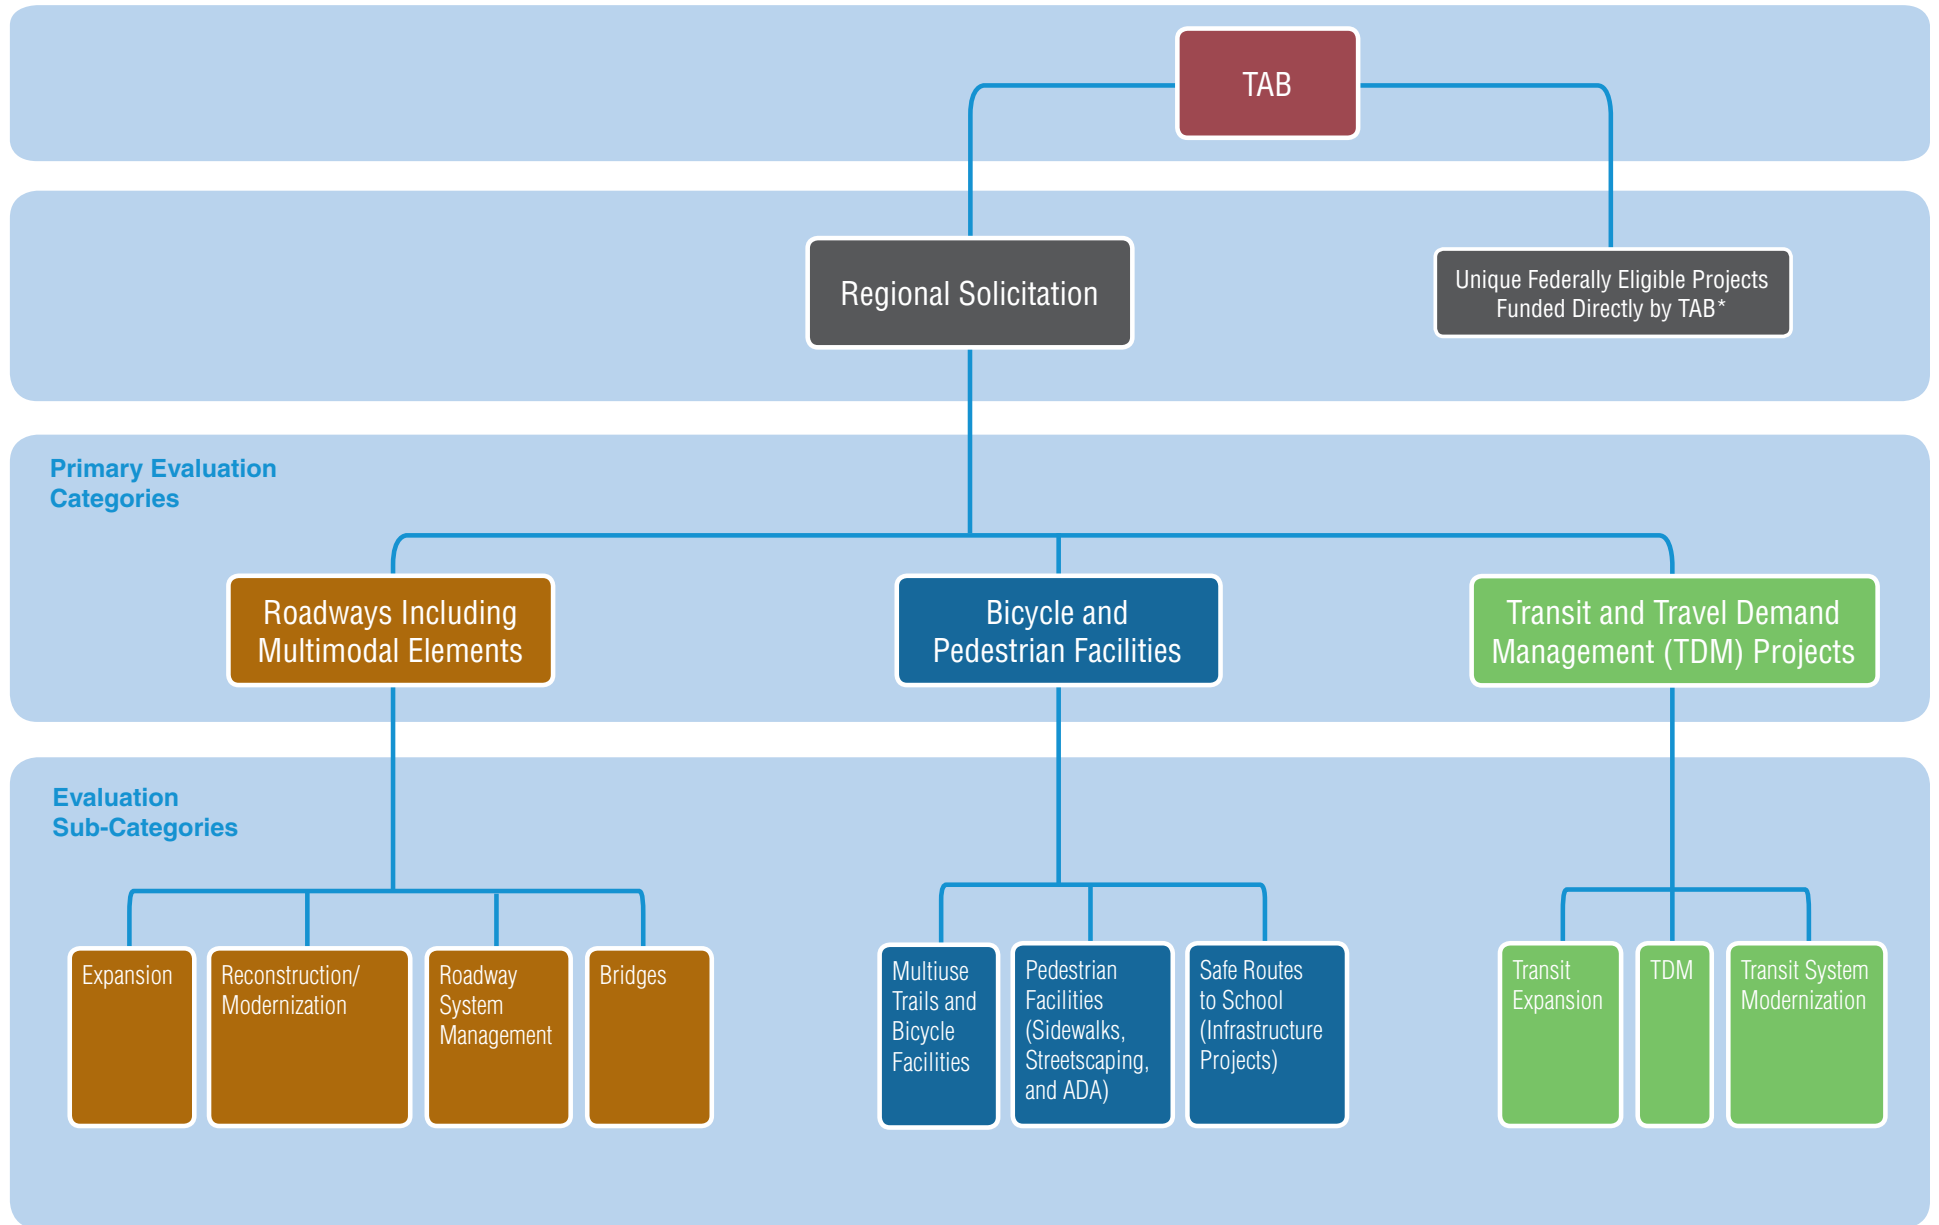 TAB
Regional Solicitation
Unique Federally Eligible Projects
Funded Directly by TAB*
Primary Evaluation
Categories
Roadways Including
Multimodal Elements
Bicycle and
Pedestrian Facilities
Transit and Travel Demand
Management (TDM) Projects
Evaluation
Sub-Categories
Expansion
Reconstruction/
Modernization
Roadway
System
Management
Bridges
Multiuse
Trails and
Bicycle
Facilities
Pedestrian
Facilities
(Sidewalks,
Streetscaping,
and ADA)
Safe Routes
to School
(Infrastructure
Projects)
Transit
Expansion
TDM
Transit System
Modernization